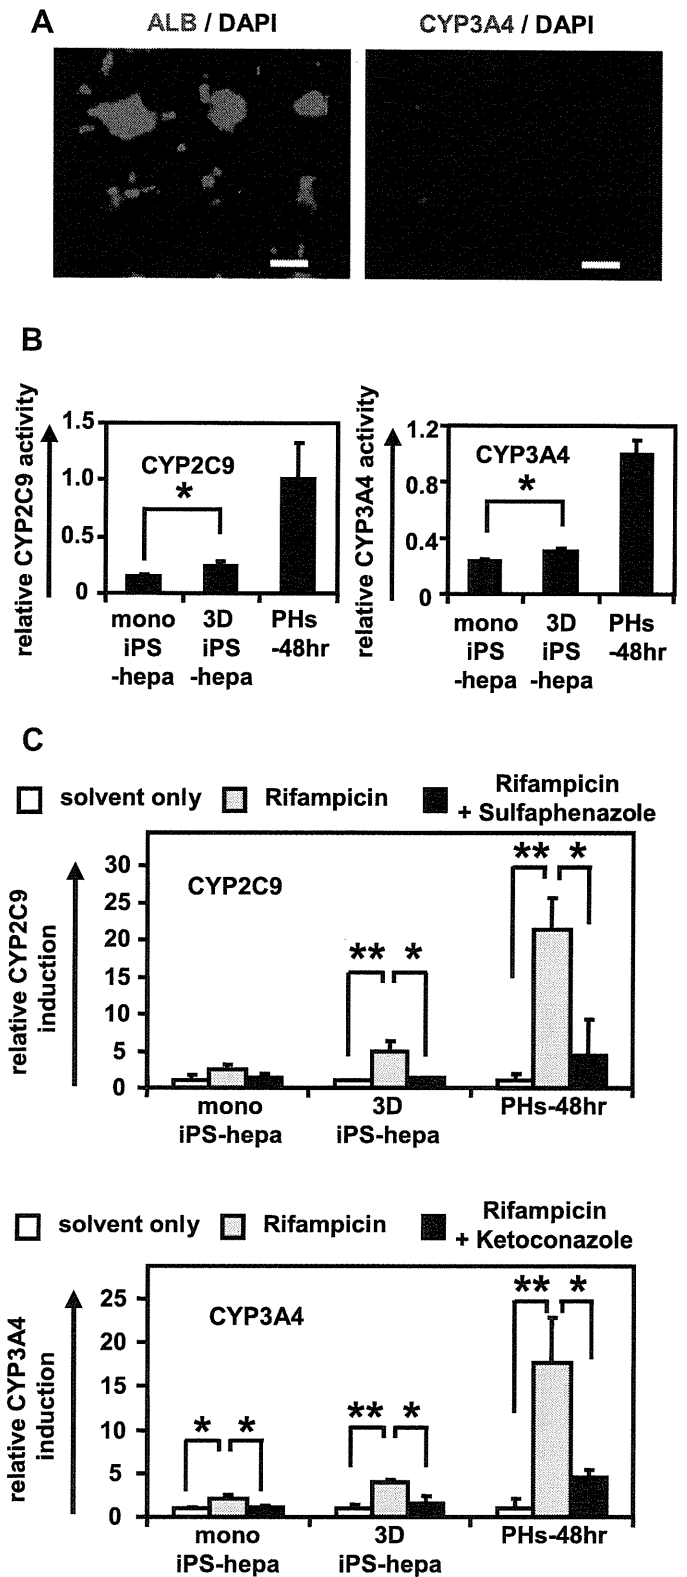 A
ALB / DAPI
CYP3A4 / DAPI
B
relative CYP2C9 activity
1.5
1.0
0.5
0
CYP2C9
*
mono
iPS
-hepa
3D
iPS
-hepa
PHs
-48hr
relative CYP3A4 activity
1.2
0.8
0.4
0
CYP3A4
*
mono
iPS
-hepa
3D
iPS
-hepa
PHs
-48hr
C
solvent only
Rifampicin
Rifampicin
+ Sulfaphenazole
relative CYP2C9
induction
30
25
20
15
10
5
0
CYP2C9
** *
** *
mono
iPS-hepa
3D
iPS-hepa
PHs-48hr
solvent only
Rifampicin
Rifampicin
+ Ketoconazole
relative CYP3A4
induction
25
20
15
10
5
0
CYP3A4
* *
** *
** *
mono
iPS-hepa
3D
iPS-hepa
PHs-48hr